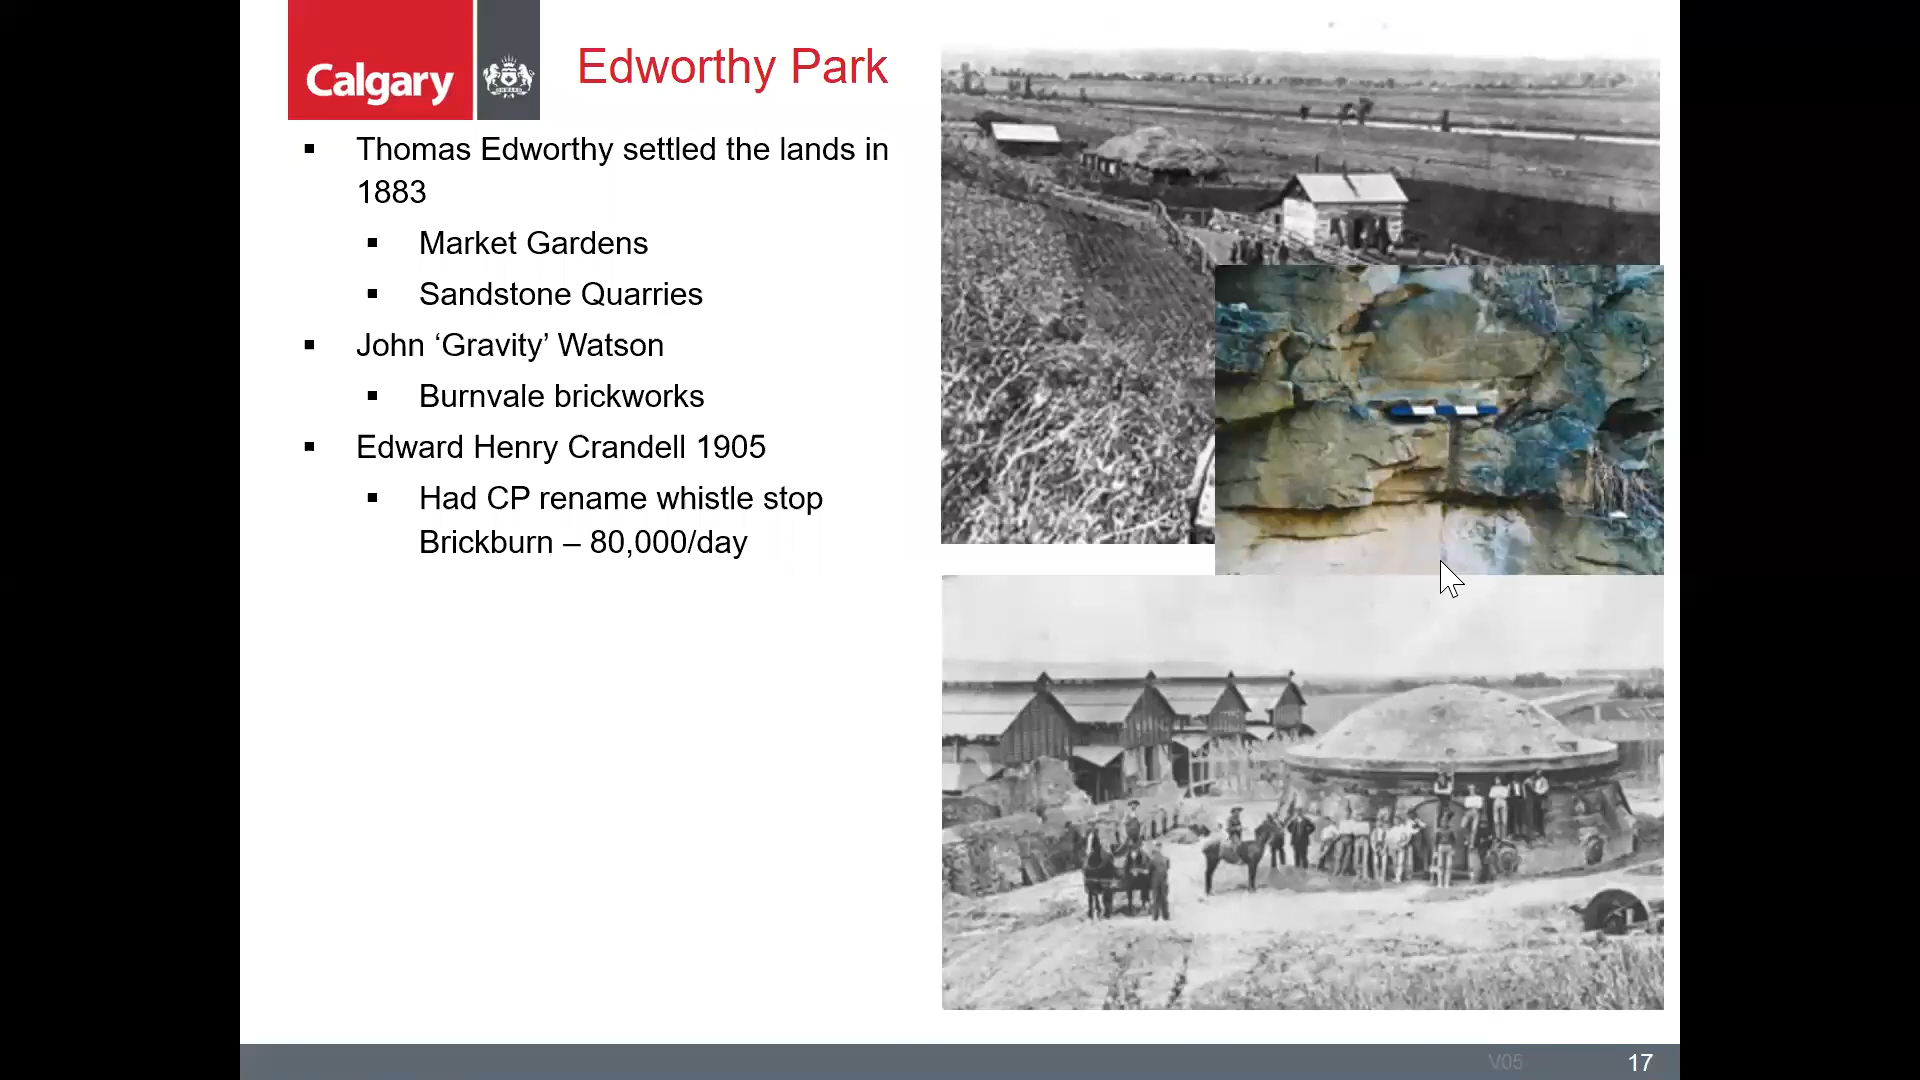 Calgary
Edworthy Park
▪ Thomas Edworthy settled the lands in
1883
▪ Market Gardens
▪ Sandstone Quarries
▪ John ‘Gravity’ Watson
▪ Burnvale brickworks
▪ Edward Henry Crandell 1905
▪ Had CP rename whistle stop
Brickburn – 80,000/day
V05
17